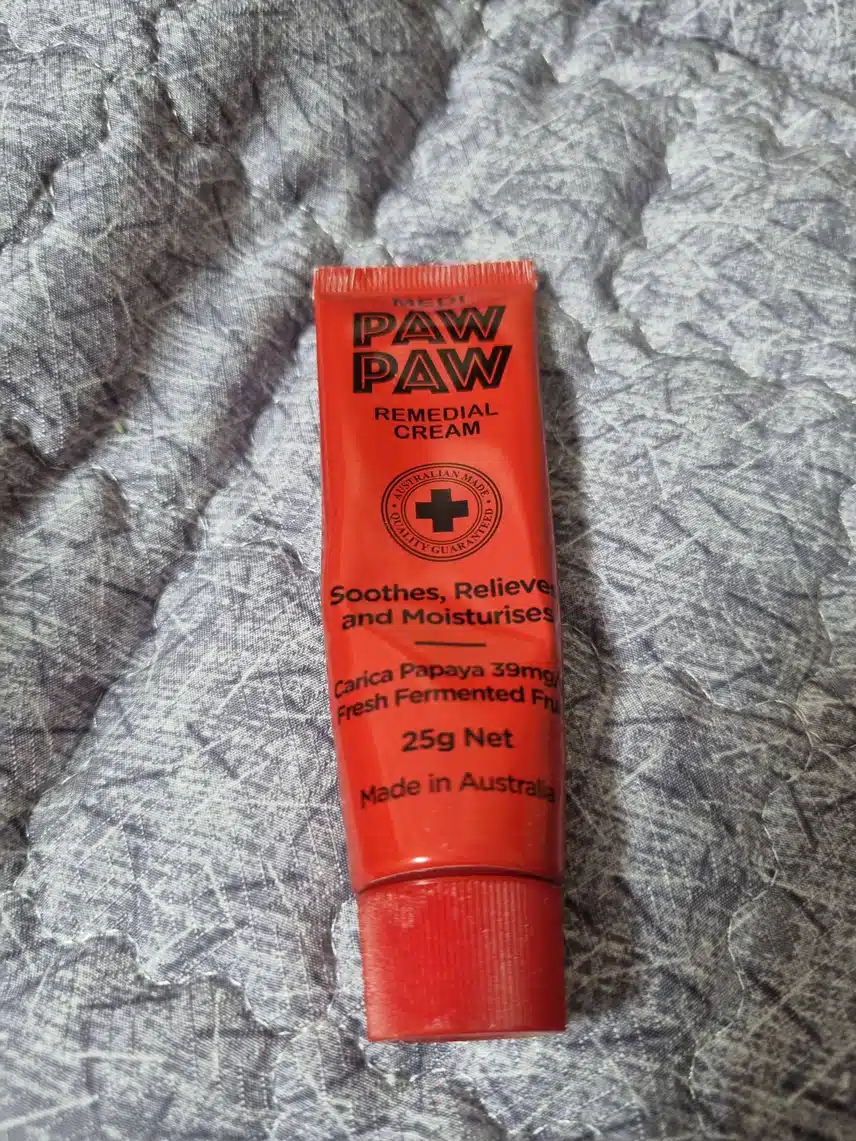 MEDI
PAW
PAW
REMEDIAL
CREAM
AUSTRALIAN MADE
QUALITY GUARANTEED
Soothes, Relieves
and Moisturises
Carica Papaya 39mg/
Fresh Fermented
25g Net
Made in Australia